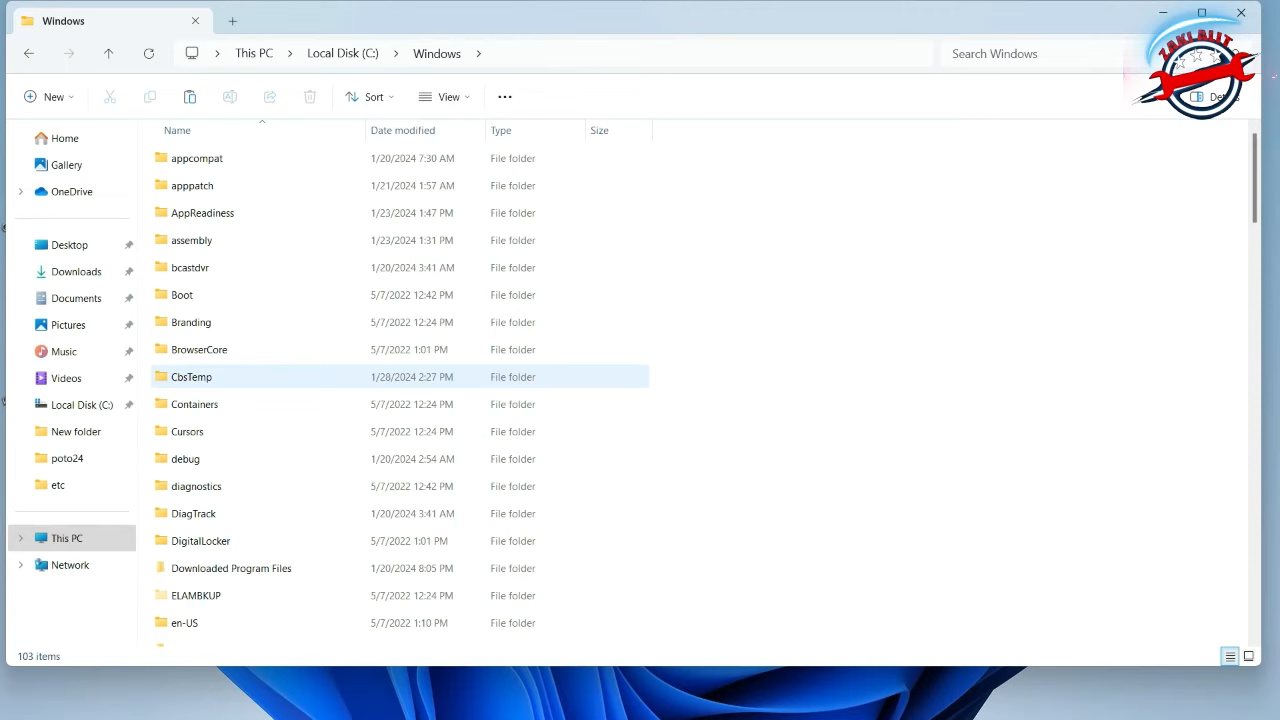 Windows
This PC
Local Disk (C:)
Windows
Search Windows
ZAKLALIT
New
Sort
View
Name
Date modified
Type
Size
Home
Gallery
OneDrive
Desktop
Downloads
Documents
Pictures
Music
Videos
Local Disk (C:)
New folder
poto24
etc
This PC
Network
appcompat 1/20/2024 7:30 AM File folder
apppatch 1/21/2024 1:57 AM File folder
AppReadiness 1/23/2024 1:47 PM File folder
assembly 1/23/2024 1:31 PM File folder
bcastdvr 1/20/2024 3:41 AM File folder
Boot 5/7/2022 12:42 PM File folder
Branding 5/7/2022 12:24 PM File folder
BrowserCore 5/7/2022 1:01 PM File folder
CbsTemp 1/28/2024 2:27 PM File folder
Containers 5/7/2022 12:24 PM File folder
Cursors 5/7/2022 12:24 PM File folder
debug 1/20/2024 2:54 AM File folder
diagnostics 5/7/2022 12:42 PM File folder
DiagTrack 1/20/2024 3:41 AM File folder
DigitalLocker 5/7/2022 1:01 PM File folder
Downloaded Program Files 1/20/2024 8:05 PM File folder
ELAMBKUP 5/7/2022 12:24 PM File folder
en-US 5/7/2022 1:10 PM File folder
103 items